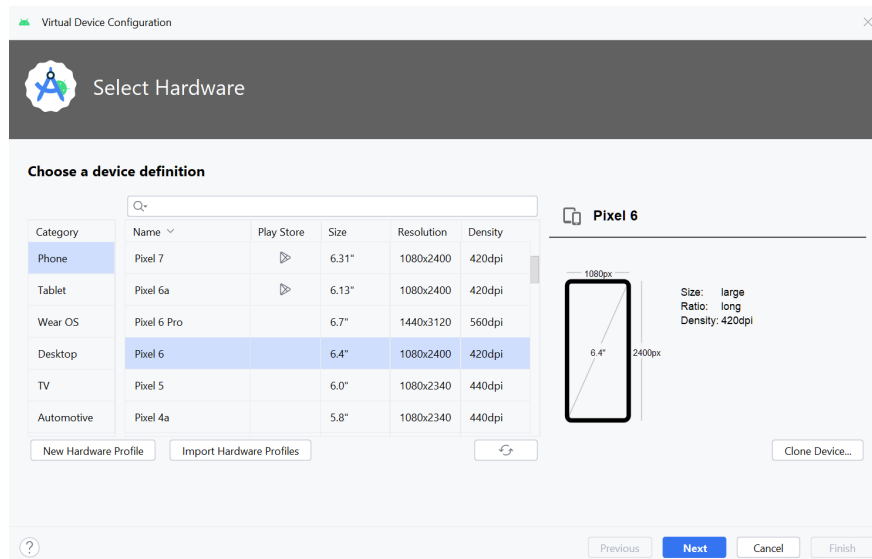 Virtual Device Configuration
Select Hardware
Choose a device definition
Category
Phone
Tablet
Wear OS
Desktop
TV
Automotive
Name Play Store Size Resolution Density
Pixel 7 6.31" 1080x2400 420dpi
Pixel 6a 6.13" 1080x2400 420dpi
Pixel 6 Pro 6.7" 1440x3120 560dpi
Pixel 6 6.4" 1080x2400 420dpi
Pixel 5 6.0" 1080x2340 440dpi
Pixel 4a 5.8" 1080x2340 440dpi
New Hardware Profile Import Hardware Profiles
Pixel 6
1080px
6.4"
2400px
Size: large
Ratio: long
Density: 420dpi
Clone Device...
? Previous Next Cancel Finish